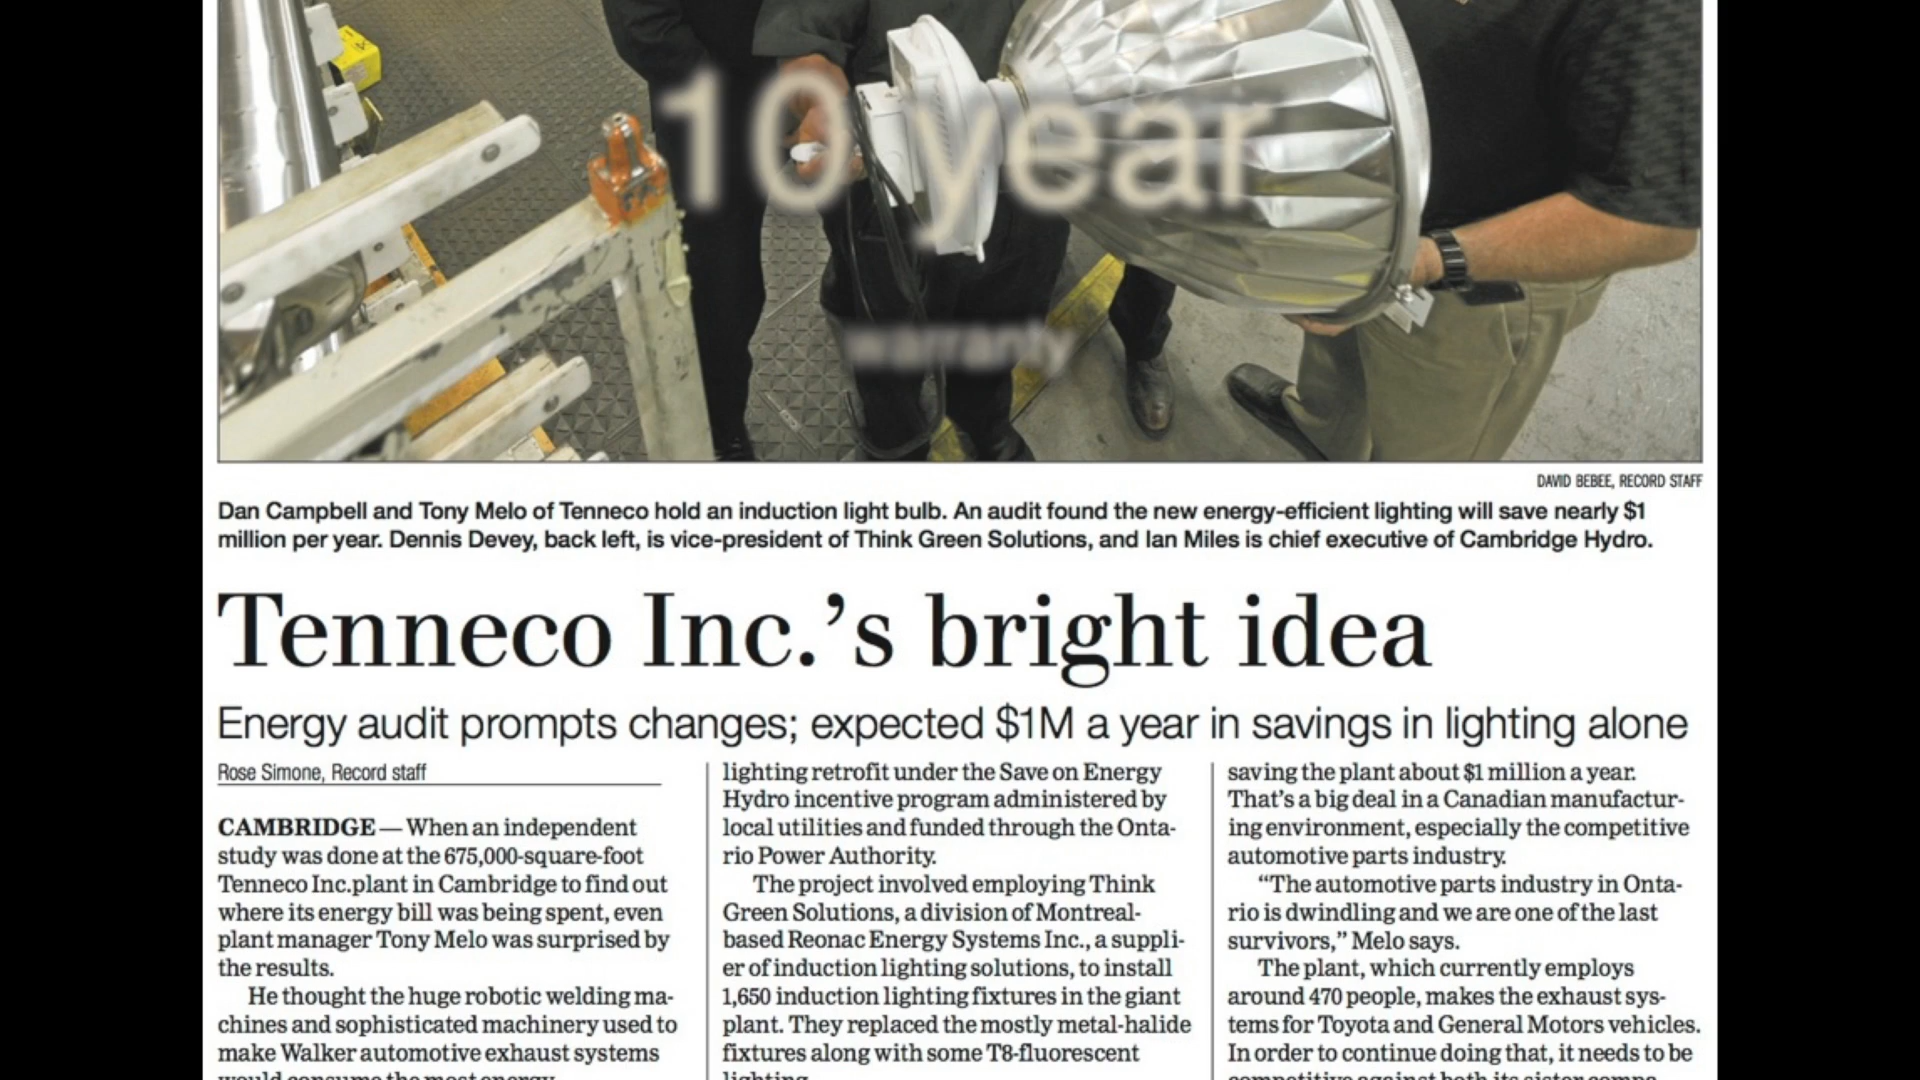 10 year
warranty
DAVID BEBEE, RECORD STAFF
Dan Campbell and Tony Melo of Tenneco hold an induction light bulb. An audit found the new energy-efficient lighting will save nearly $1
million per year. Dennis Devey, back left, is vice-president of Think Green Solutions, and Ian Miles is chief executive of Cambridge Hydro.
Tenneco Inc.’s bright idea
Energy audit prompts changes; expected $1M a year in savings in lighting alone
Rose Simone, Record staff
CAMBRIDGE — When an independent
study was done at the 675,000-square-foot
Tenneco Inc.plant in Cambridge to find out
where its energy bill was being spent, even
plant manager Tony Melo was surprised by
the results.
He thought the huge robotic welding ma-
chines and sophisticated machinery used to
make Walker automotive exhaust systems
would consume the most energy
lighting retrofit under the Save on Energy
Hydro incentive program administered by
local utilities and funded through the Onta-
rio Power Authority.
The project involved employing Think
Green Solutions, a division of Montreal-
based Reonac Energy Systems Inc., a suppli-
er of induction lighting solutions, to install
1,650 induction lighting fixtures in the giant
plant. They replaced the mostly metal-halide
fixtures along with some T8-fluorescent
lighting.
saving the plant about $1 million a year.
That’s a big deal in a Canadian manufactur-
ing environment, especially the competitive
automotive parts industry.
“The automotive parts industry in Onta-
rio is dwindling and we are one of the last
survivors,” Melo says.
The plant, which currently employs
around 470 people, makes the exhaust sys-
tems for Toyota and General Motors vehicles.
In order to continue doing that, it needs to be
competitive against both its sister compa-